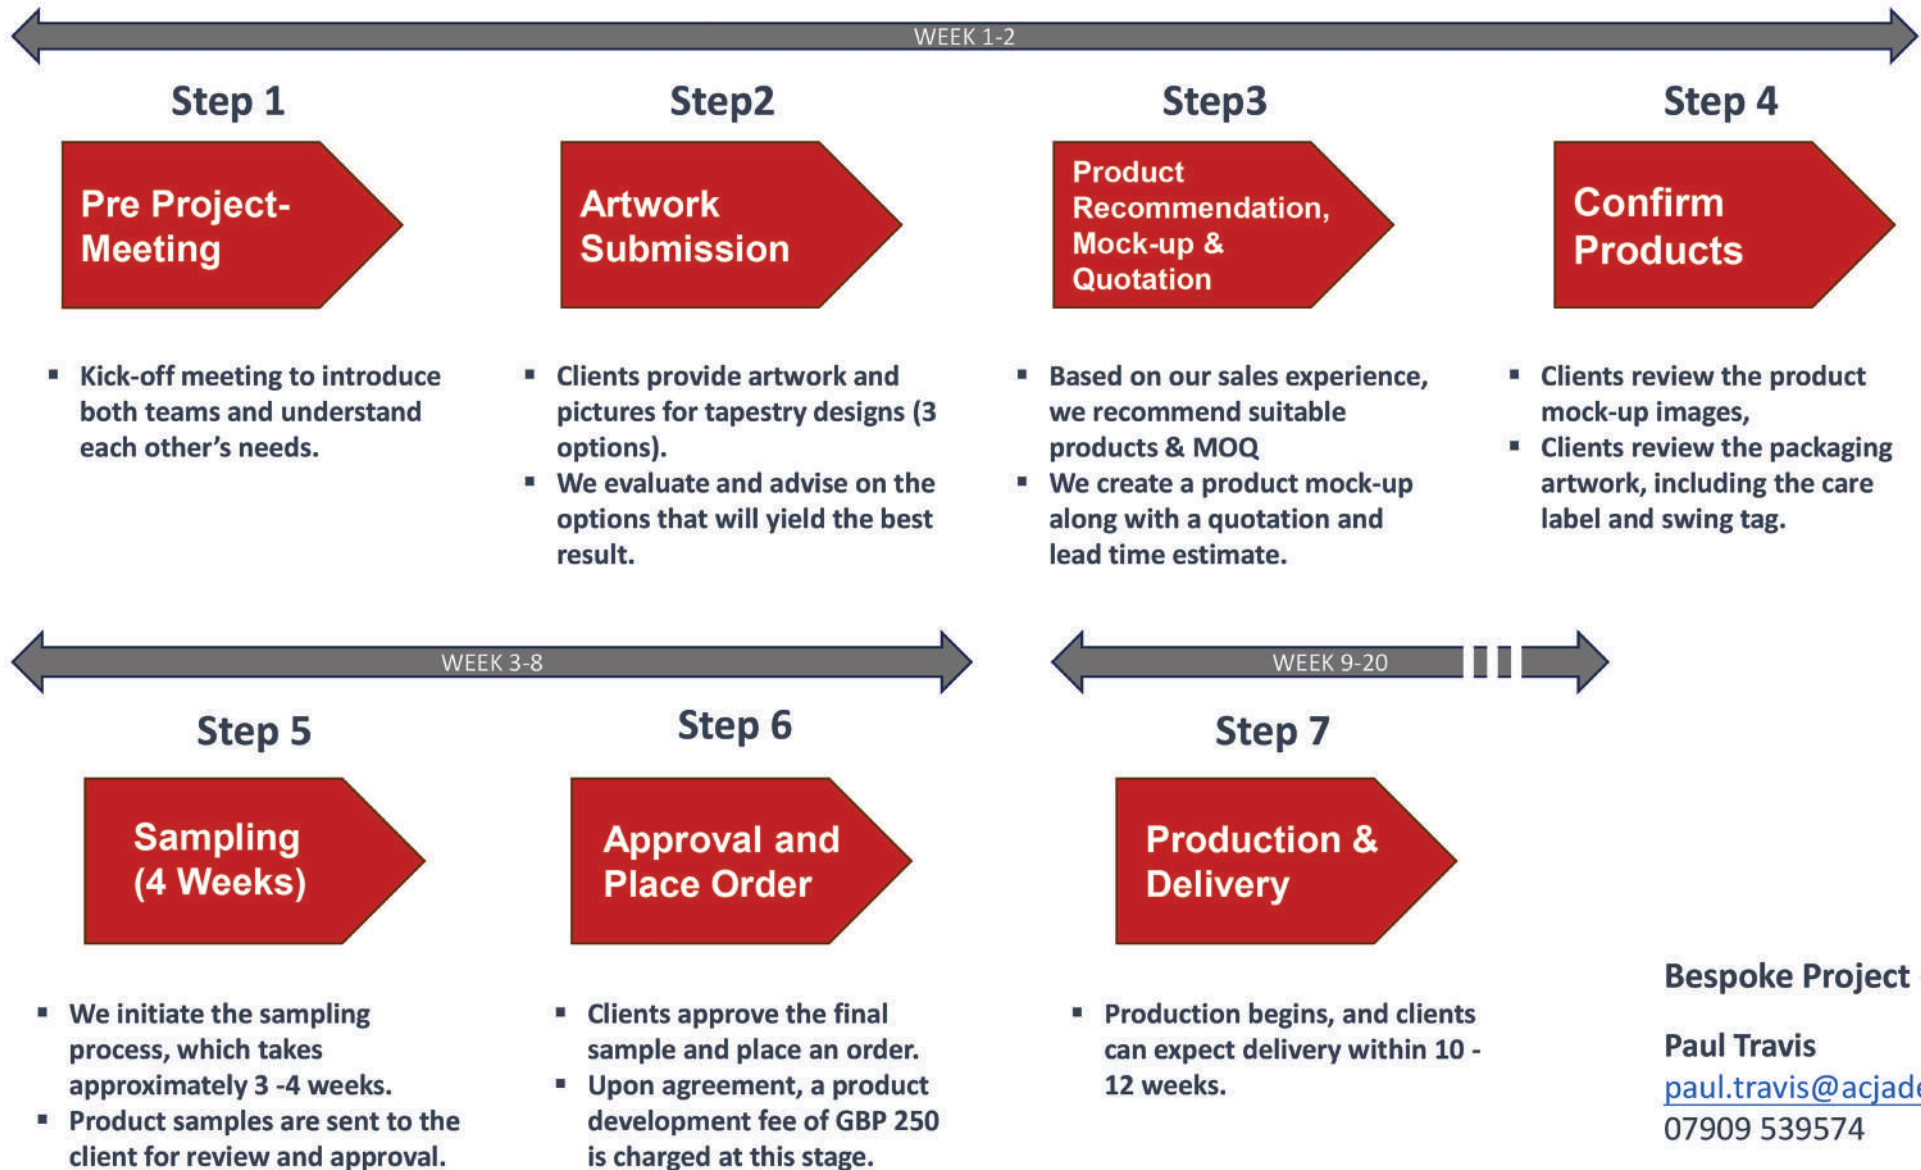 WEEK 1-2
Step 1
Pre Project-
Meeting
▪ Kick-off meeting to introduce
both teams and understand
each other’s needs.
Step2
Artwork
Submission
▪ Clients provide artwork and
pictures for tapestry designs (3
options).
▪ We evaluate and advise on the
options that will yield the best
result.
Step3
Product
Recommendation,
Mock-up &
Quotation
▪ Based on our sales experience,
we recommend suitable
products & MOQ
▪ We create a product mock-up
along with a quotation and
lead time estimate.
Step 4
Confirm
Products
▪ Clients review the product
mock-up images,
▪ Clients review the packaging
artwork, including the care
label and swing tag.
WEEK 3-8
Step 5
Sampling
(4 Weeks)
▪ We initiate the sampling
process, which takes
approximately 3 -4 weeks.
▪ Product samples are sent to the
client for review and approval.
Step 6
Approval and
Place Order
▪ Clients approve the final
sample and place an order.
▪ Upon agreement, a product
development fee of GBP 250
is charged at this stage.
WEEK 9-20
Step 7
Production &
Delivery
▪ Production begins, and clients
can expect delivery within 10 -
12 weeks.
Bespoke Project
Paul Travis
paul.travis@acjade
07909 539574